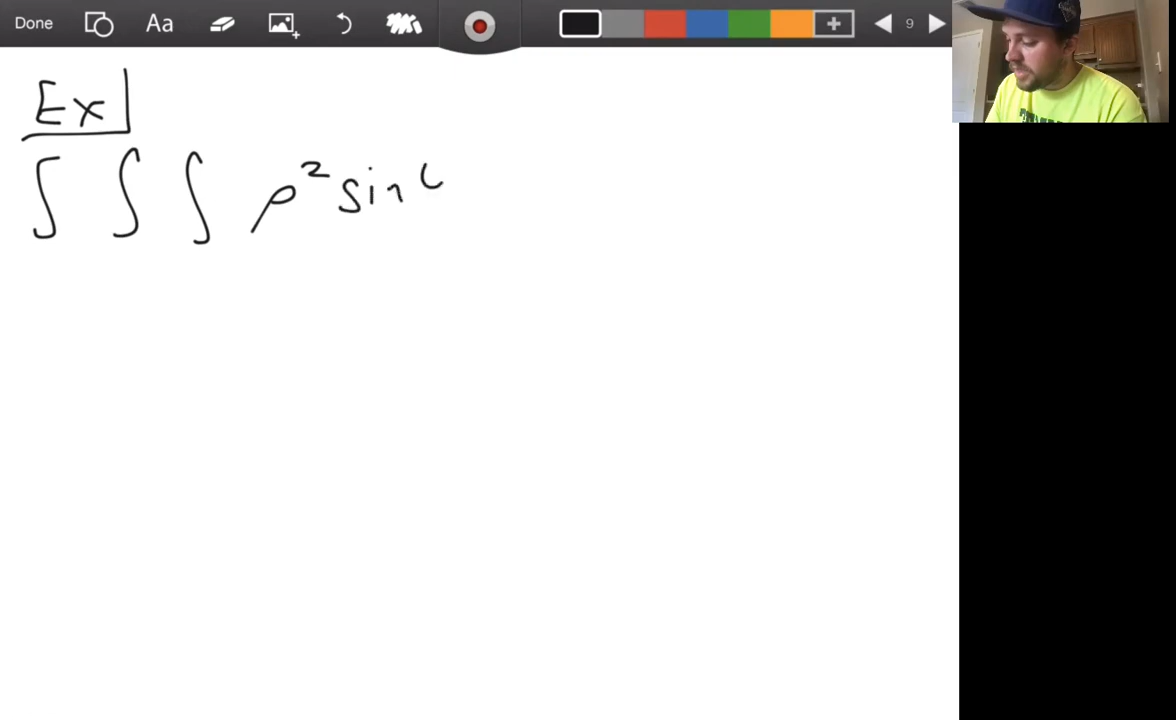 Done Aa 9
Ex
∫ ∫ ∫ ρ² sin